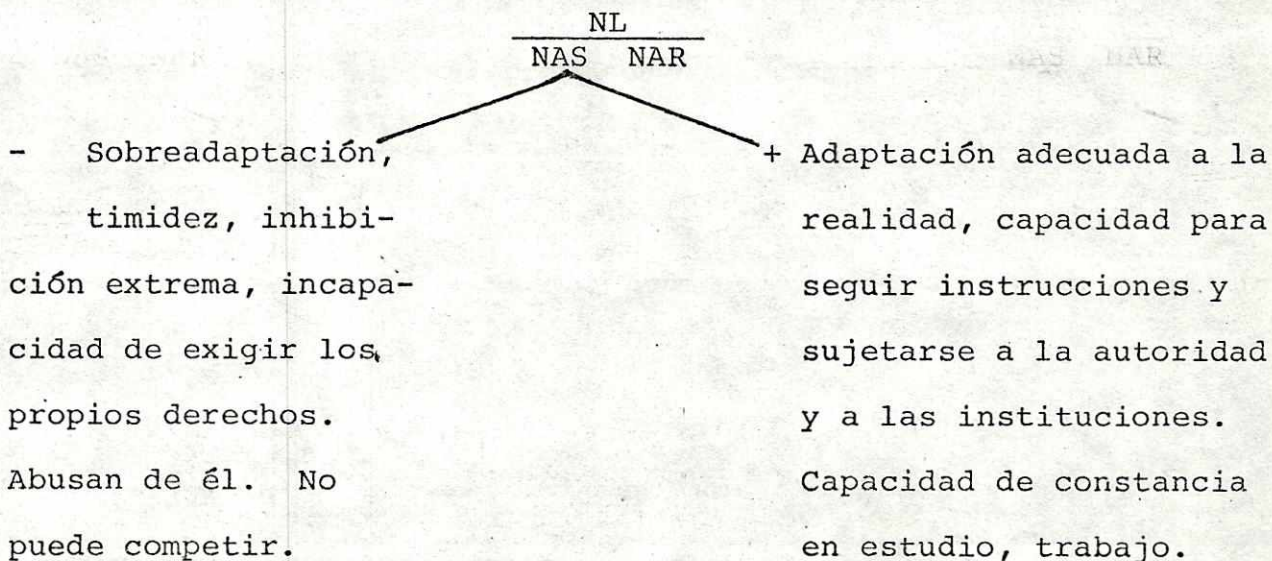 NL
NAS NAR
- Sobreadaptación,
timidez, inhibi-
ción extrema, incapa-
cidad de exigir los
propios derechos.
Abusan de él. No
puede competir.
+ Adaptación adecuada a la
realidad, capacidad para
seguir instrucciones y
sujetarse a la autoridad
y a las instituciones.
Capacidad de constancia
en estudio, trabajo.